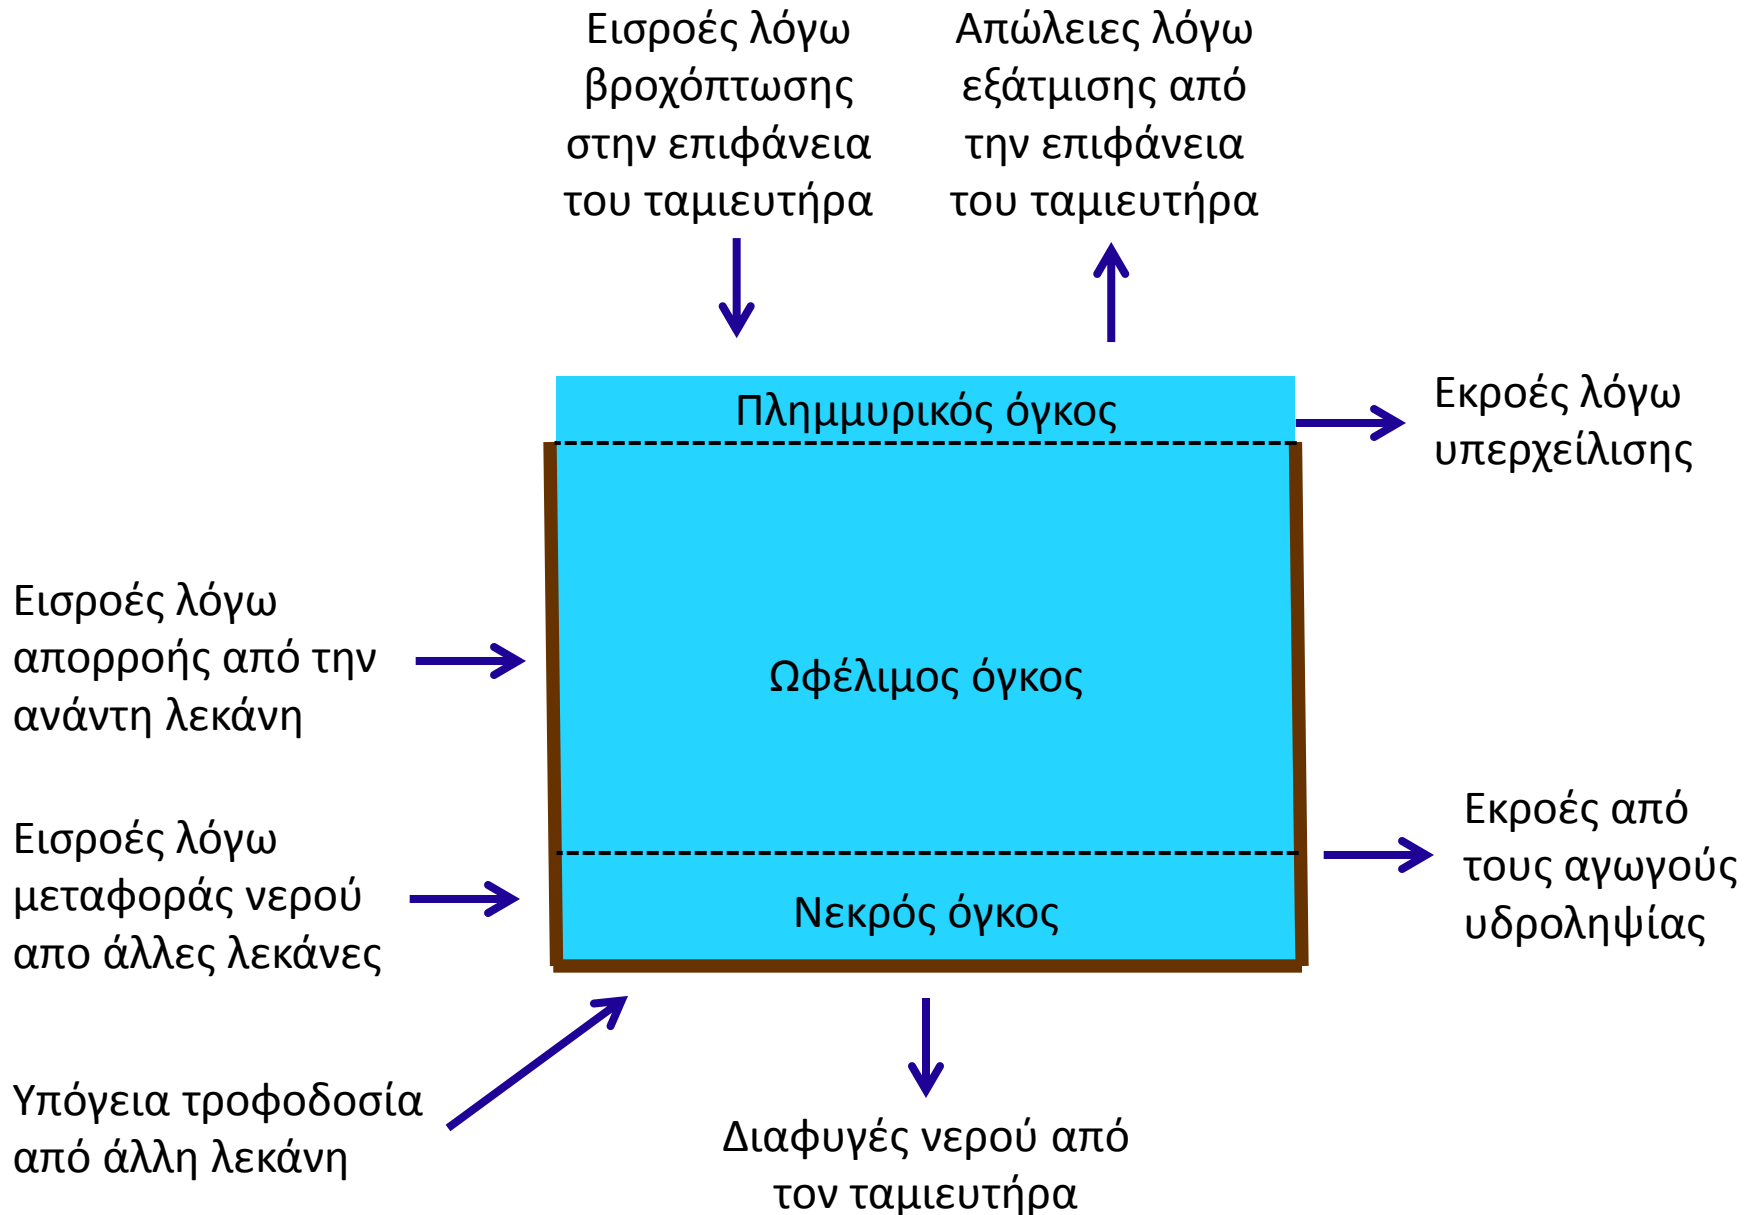 Εισροές λόγω
βροχόπτωσης
στην επιφάνεια
του ταμιευτήρα
Απώλειες λόγω
εξάτμισης από
την επιφάνεια
του ταμιευτήρα
Πλημμυρικός όγκος
Εκροές λόγω
υπερχείλισης
Εισροές λόγω
απορροής από την
ανάντη λεκάνη
Ωφέλιμος όγκος
Εισροές λόγω
μεταφοράς νερού
απο άλλες λεκάνες
Νεκρός όγκος
Εκροές από
τους αγωγούς
υδροληψίας
Υπόγεια τροφοδοσία
από άλλη λεκάνη
Διαφυγές νερού από
τον ταμιευτήρα